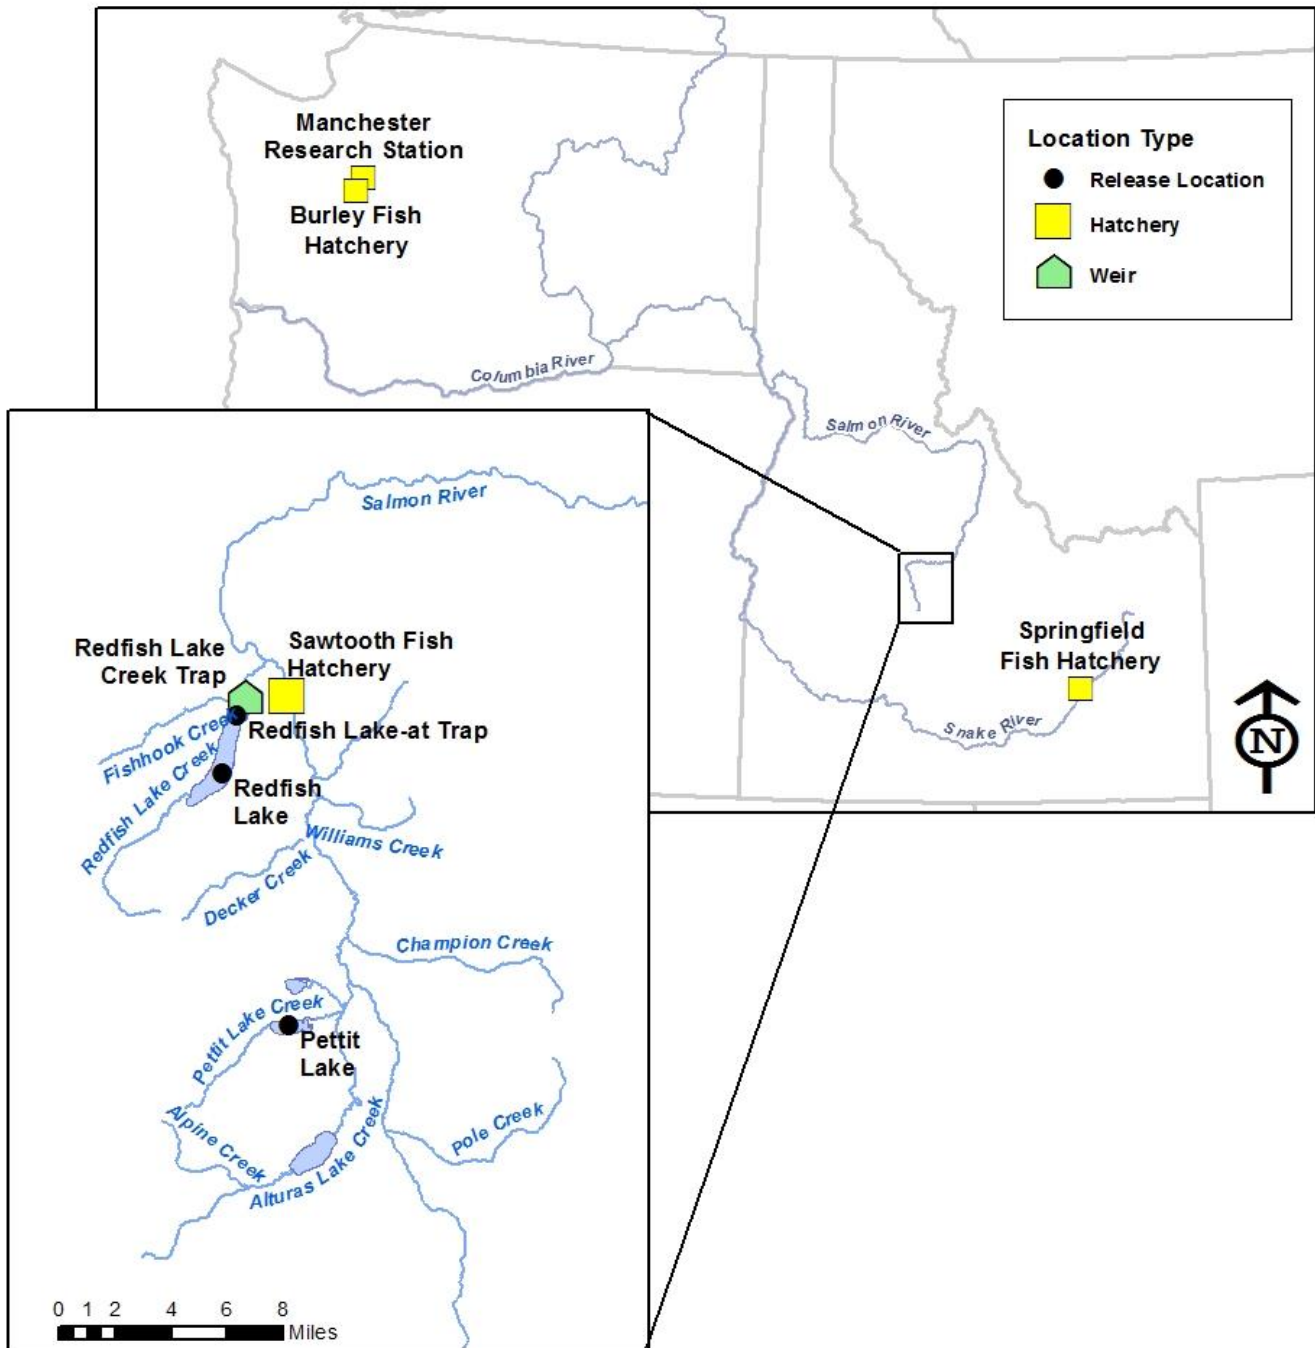 Manchester
Research Station
Burley Fish
Hatchery
Location Type
Release Location
Hatchery
Weir
Columbia River
Salmon River
Springfield
Fish Hatchery
Snake River
N
Salmon River
Redfish Lake
Creek Trap
Sawtooth Fish
Hatchery
Fishhook Creek
Redfish Lake-at Trap
Redfish Lake Creek
Redfish
Lake
Williams Creek
Decker Creek
Champion Creek
Pettit Lake Creek
Pettit
Lake
Alpine Creek
Alturas Lake Creek
Pole Creek
0 1 2 4 6 8
Miles